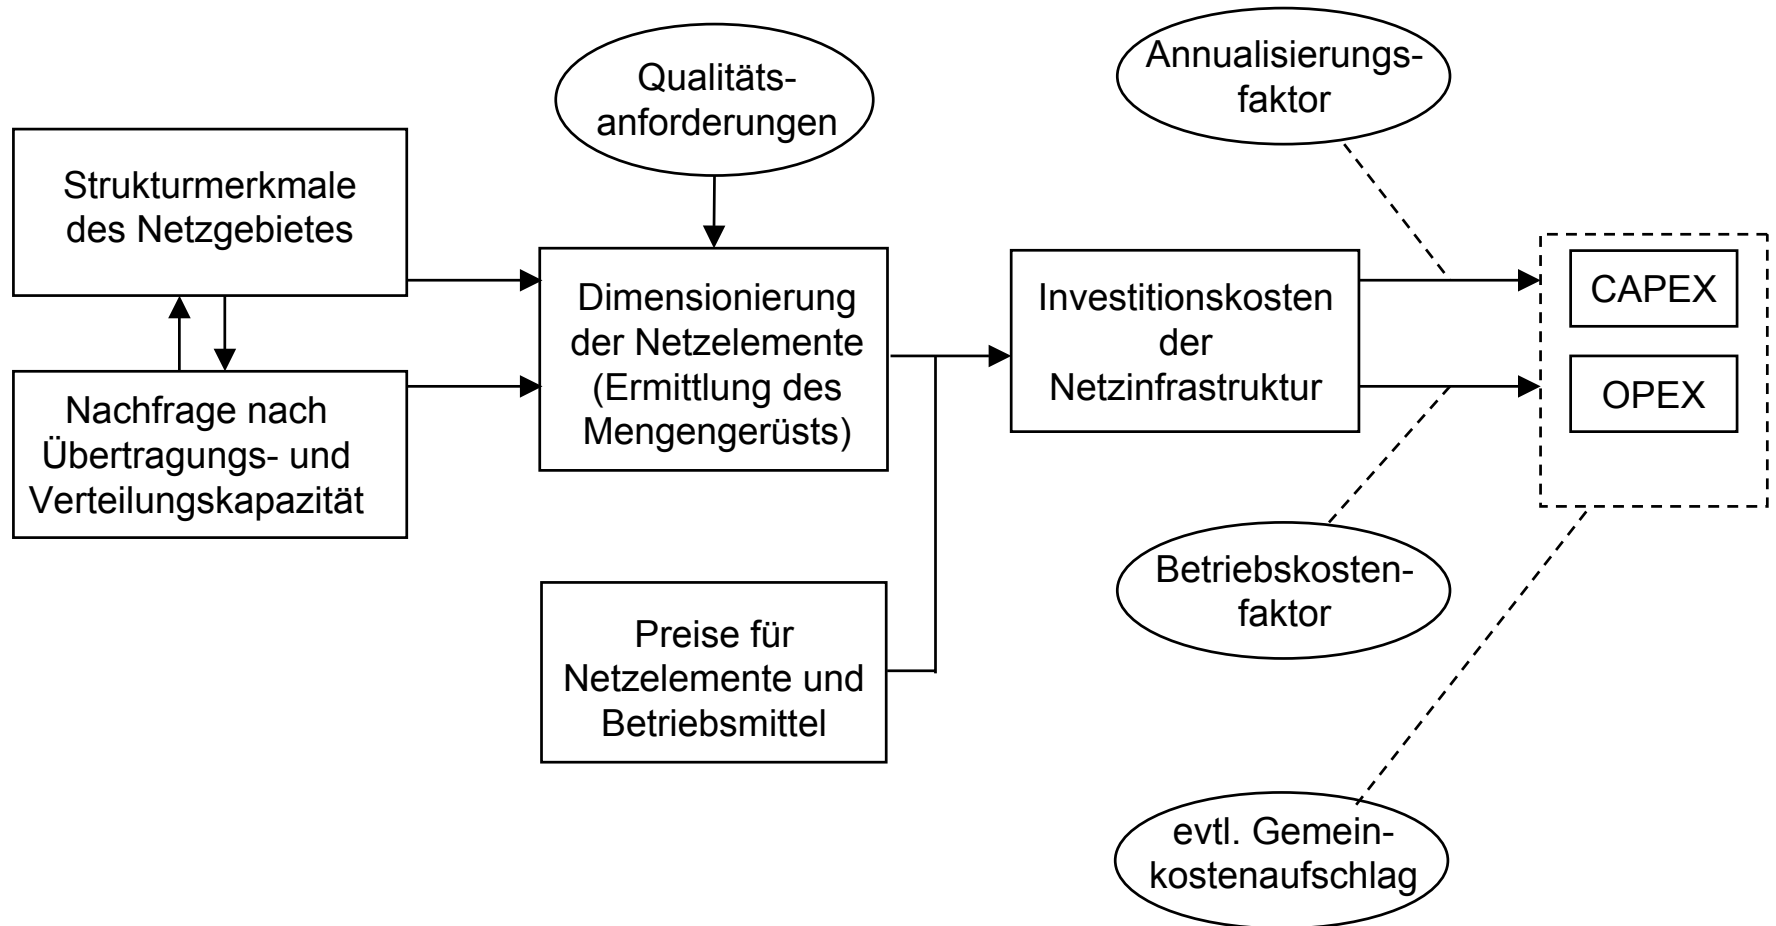 Qualitäts-
anforderungen
Annualisierungs-
faktor
Strukturmerkmale
des Netzgebietes
Dimensionierung
der Netzelemente
(Ermittlung des
Mengengerüsts)
Investitionskosten
der
Netzinfrastruktur
CAPEX
OPEX
Nachfrage nach
Übertragungs- und
Verteilungskapazität
Preise für
Netzelemente und
Betriebsmittel
Betriebskosten-
faktor
evtl. Gemein-
kostenaufschlag